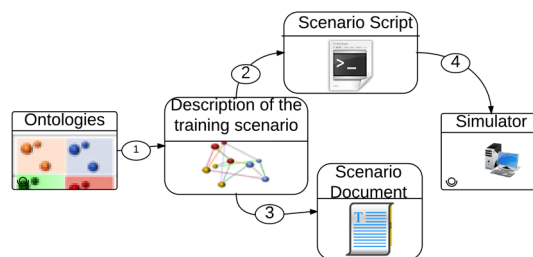 Scenario Script
2
4
Description of the
training scenario
Ontologies
1
Simulator
Scenario
Document
3
>_
T